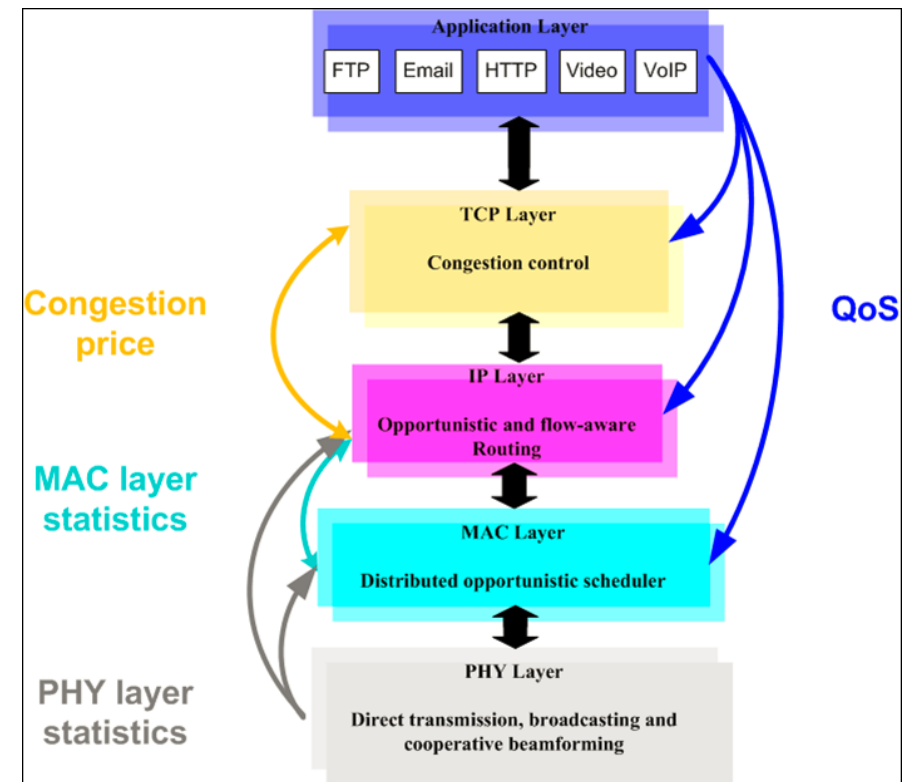 Application Layer
FTP
Email
HTTP
Video
VoIP
TCP Layer
Congestion control
Congestion
price
QoS
IP Layer
Opportunistic and flow-aware
Routing
MAC layer
statistics
MAC Layer
Distributed opportunistic scheduler
PHY layer
statistics
PHY Layer
Direct transmission, broadcasting and
cooperative beamforming